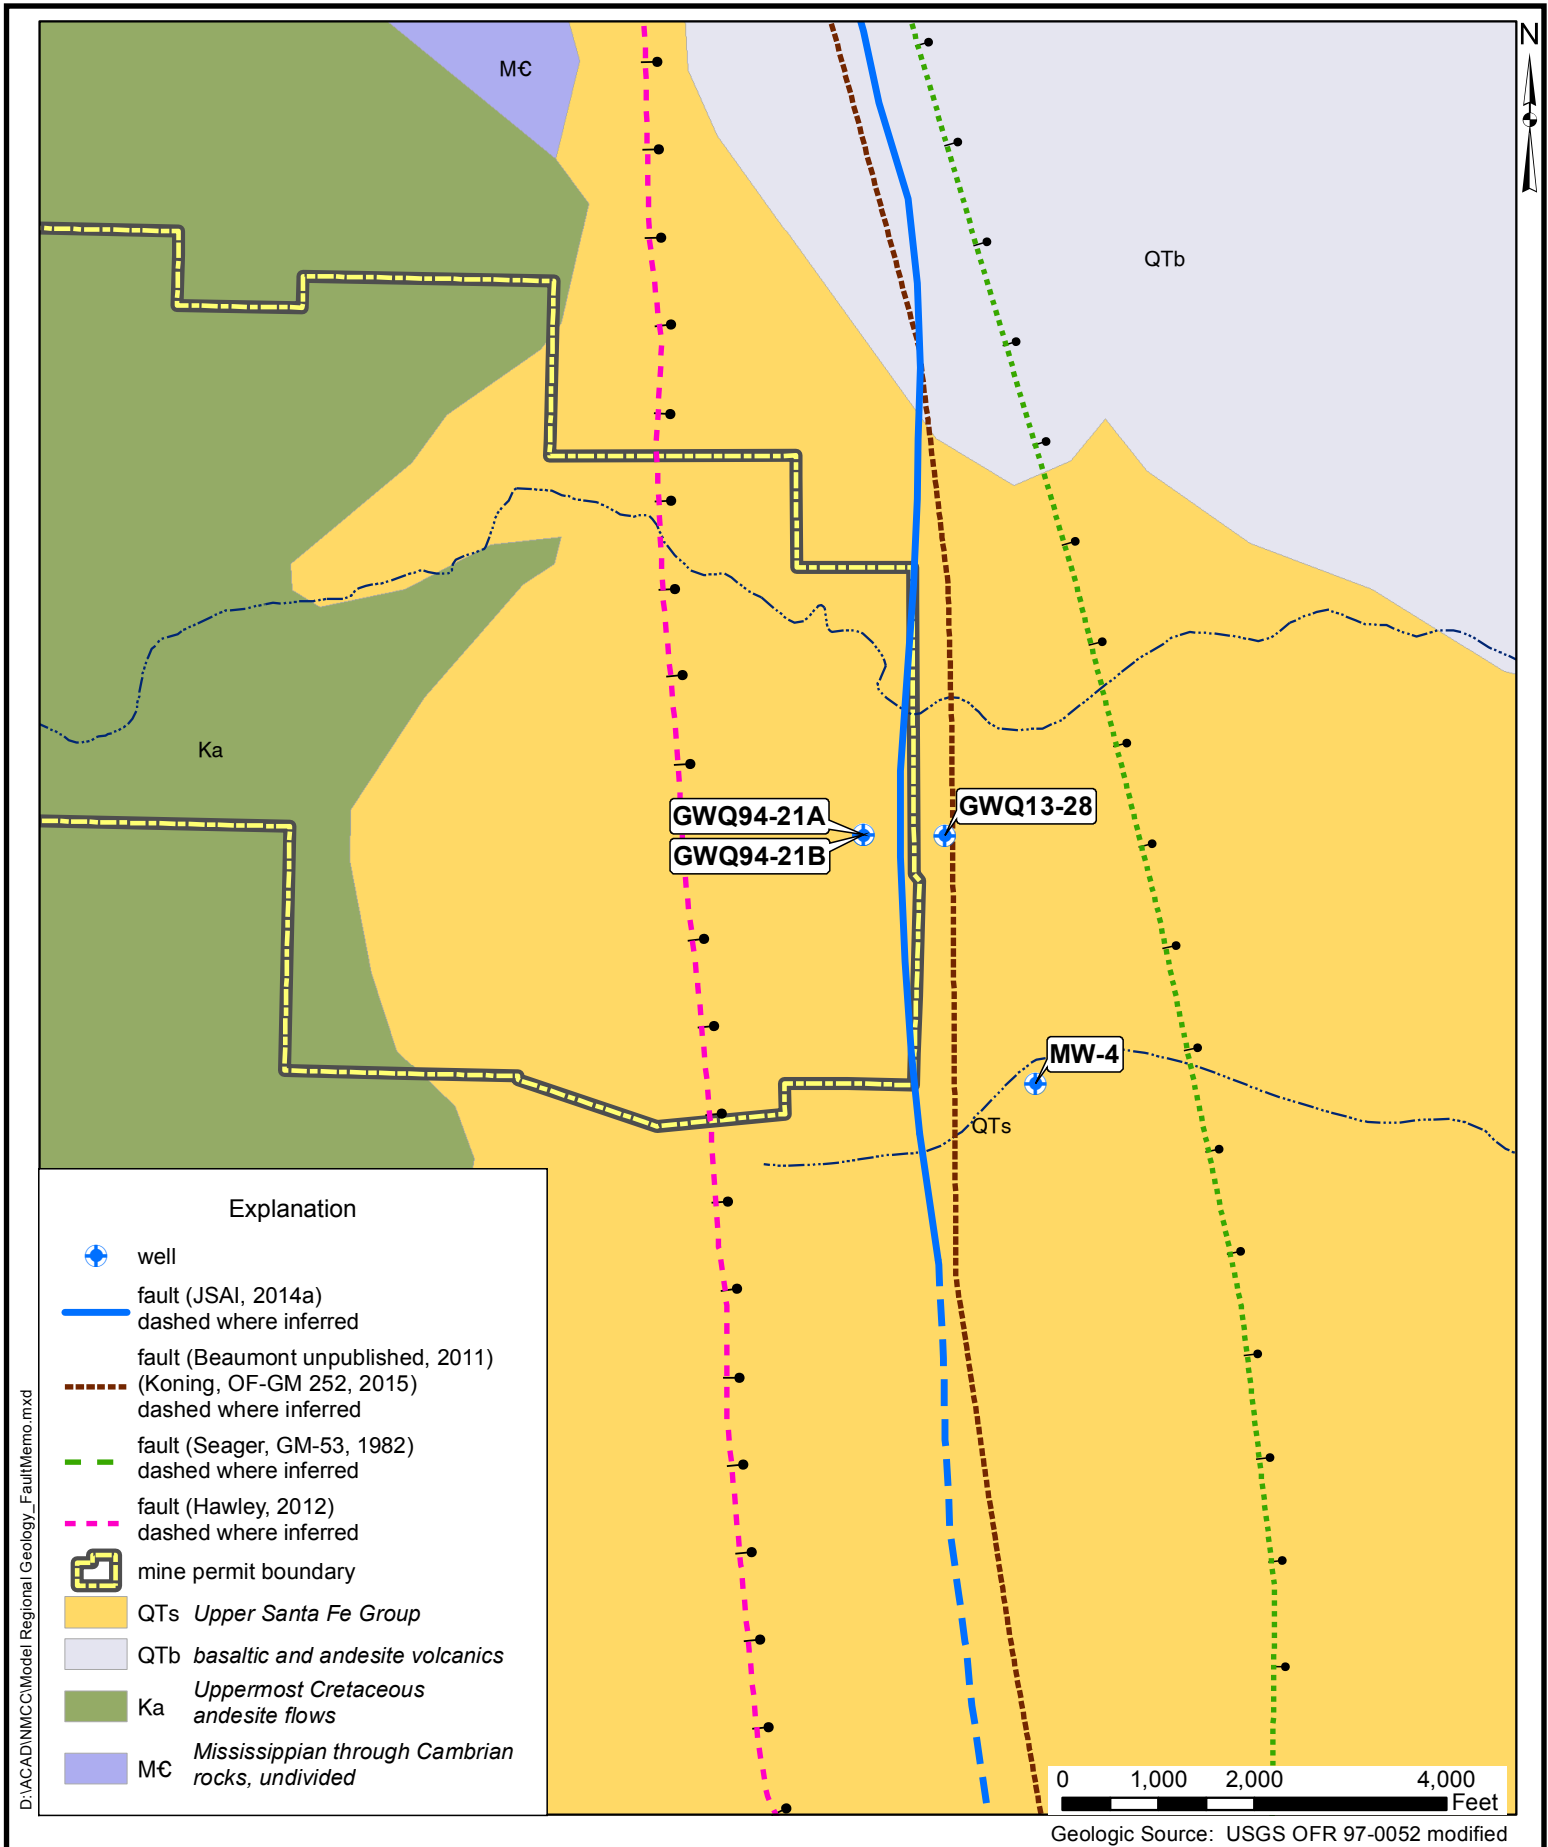 N
M€
QTb
Ka
GWQ94-21A
GWQ94-21B
GWQ13-28
MW-4
QTs
Explanation
well
fault (JSAI, 2014a)
dashed where inferred
fault (Beaumont unpublished, 2011)
(Koning, OF-GM 252, 2015)
dashed where inferred
fault (Seager, GM-53, 1982)
dashed where inferred
fault (Hawley, 2012)
dashed where inferred
mine permit boundary
QTs Upper Santa Fe Group
QTb basaltic and andesite volcanics
Ka Uppermost Cretaceous
andesite flows
M€ Mississippian through Cambrian
rocks, undivided
0 1,000 2,000 4,000
Feet
Geologic Source: USGS OFR 97-0052 modified
D:\ACAD\NMCC\Model Regional Geology_FaultMemo.mxd